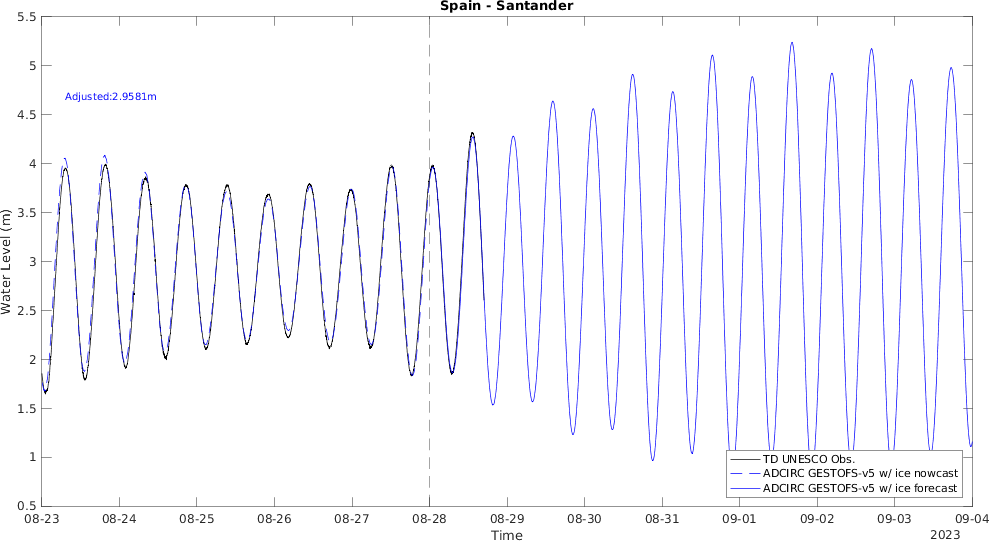 Spain - Santander
5.5
5
4.5
4
3.5
3
2.5
2
1.5
1
0.5
Water Level (m)
Adjusted:2.9581m
TD UNESCO Obs.
ADCIRC GESTOFS-v5 w/ ice nowcast
ADCIRC GESTOFS-v5 w/ ice forecast
08-23 08-24 08-25 08-26 08-27 08-28 08-29 08-30 08-31 09-01 09-02 09-03 09-04
Time
2023